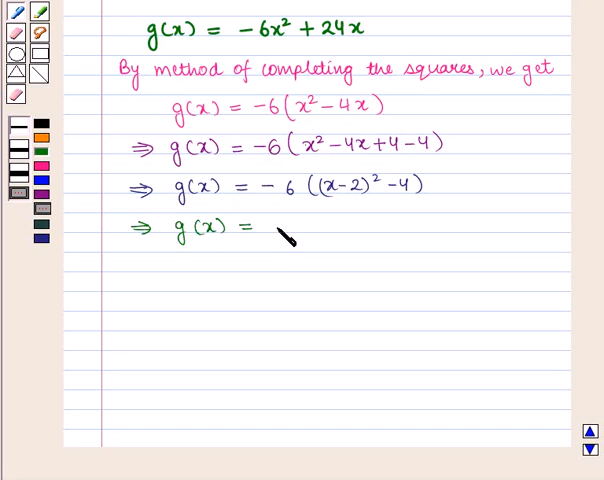 g(x) = -6x² + 24x
By method of completing the squares, we get
g(x) = -6(x² - 4x)
⇒ g(x) = -6(x² - 4x + 4 - 4)
⇒ g(x) = -6((x-2)² - 4)
⇒ g(x) =